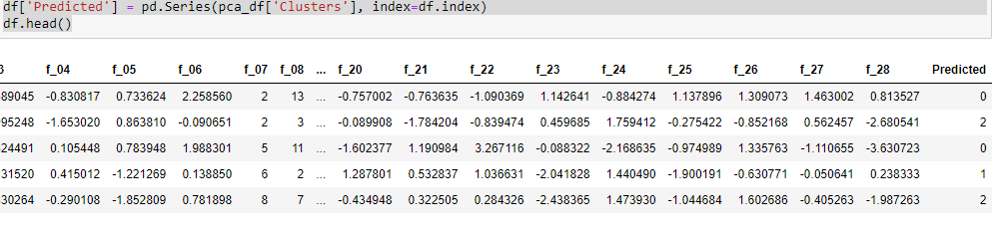 df['Predicted'] = pd.Series(pca_df['Clusters'], index=df.index)
df.head()
3 f_04 f_05 f_06 f_07 f_08 ... f_20 f_21 f_22 f_23 f_24 f_25 f_26 f_27 f_28 Predicted
89045 -0.830817 0.733624 2.258560 2 13 ... -0.757002 -0.763635 -1.090369 1.142641 -0.884274 1.137896 1.309073 1.463002 0.813527 0
95248 -1.653020 0.863810 -0.090651 2 3 ... -0.089908 -1.784204 -0.839474 0.459685 1.759412 -0.275422 -0.852168 0.562457 -2.680541 2
24491 0.105448 0.783948 1.988301 5 11 ... -1.602377 1.190984 3.267116 -0.088322 -2.168635 -0.974989 1.335763 -1.110655 -3.630723 0
31520 0.415012 -1.221269 0.138850 6 2 ... 1.287801 0.532837 1.036631 -2.041828 1.440490 -1.900191 -0.630771 -0.050641 0.238333 1
30264 -0.290108 -1.852809 0.781898 8 7 ... -0.434948 0.322505 0.284326 -2.438365 1.473930 -1.044684 1.602686 -0.405263 -1.987263 2